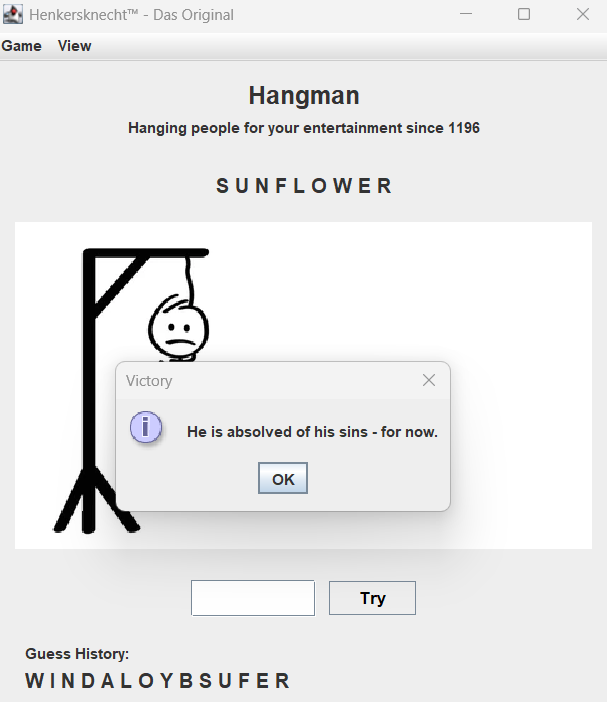 Henkersknecht™ - Das Original
Game View
Hangman
Hanging people for your entertainment since 1196
S U N F L O W E R
Victory
i
He is absolved of his sins - for now.
OK
Try
Guess History:
W I N D A L O Y B S U F E R